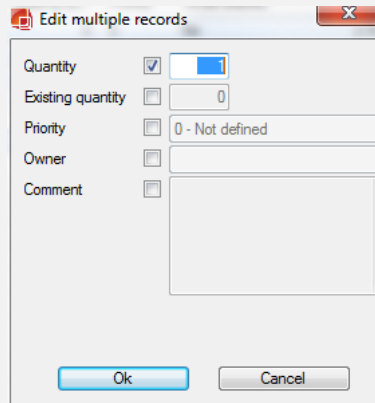 Edit multiple records
Quantity 1
Existing quantity 0
Priority 0 - Not defined
Owner
Comment
Ok Cancel